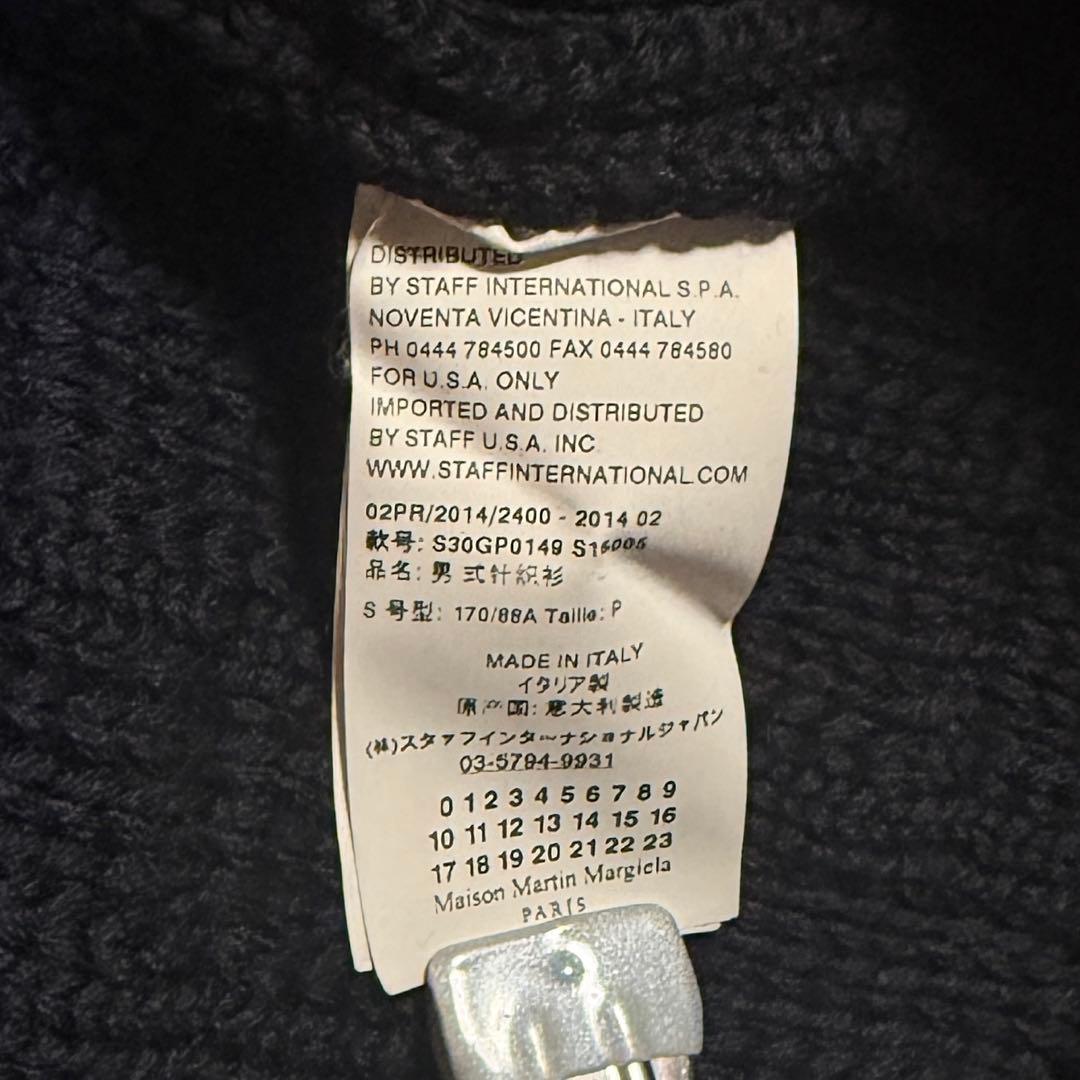 DISTRIBUTED
BY STAFF INTERNATIONAL S.P.A.
NOVENTA VICENTINA - ITALY
PH 0444 784500 FAX 0444 784580
FOR U.S.A. ONLY
IMPORTED AND DISTRIBUTED
BY STAFF U.S.A. INC
WWW.STAFFINTERNATIONAL.COM
02PR/2014/2400 - 2014 02
款号: S30GP0149
品名: 男式针织衫
S 号型: 170/88A Taille: P
MADE IN ITALY
イタリア製
原产国: 意大利製造
(株)スタッフインターナショナルジャパン
03-5794-9931
0 1 2 3 4 5 6 7 8 9
10 11 12 13 14 15 16
17 18 19 20 21 22 23
Maison Martin Margiela
PARIS